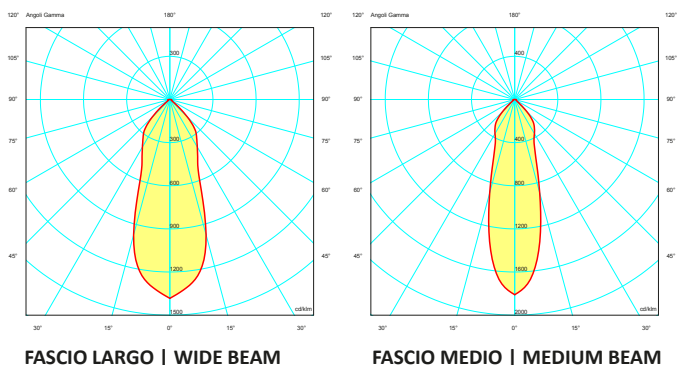 120° Angoli Gamma 180° 120°
120° Angoli Gamma 180° 120°
105° 300 105°
105° 400 105°
90° 90°
90° 90°
75° 300 75°
75° 400 75°
60° 600 60°
60° 800 60°
45° 900 45°
45° 1200 45°
1200
1600
1500 cd/klm
2000 cd/klm
30° 15° 0° 15° 30°
30° 15° 0° 15° 30°
FASCIO LARGO | WIDE BEAM
FASCIO MEDIO | MEDIUM BEAM